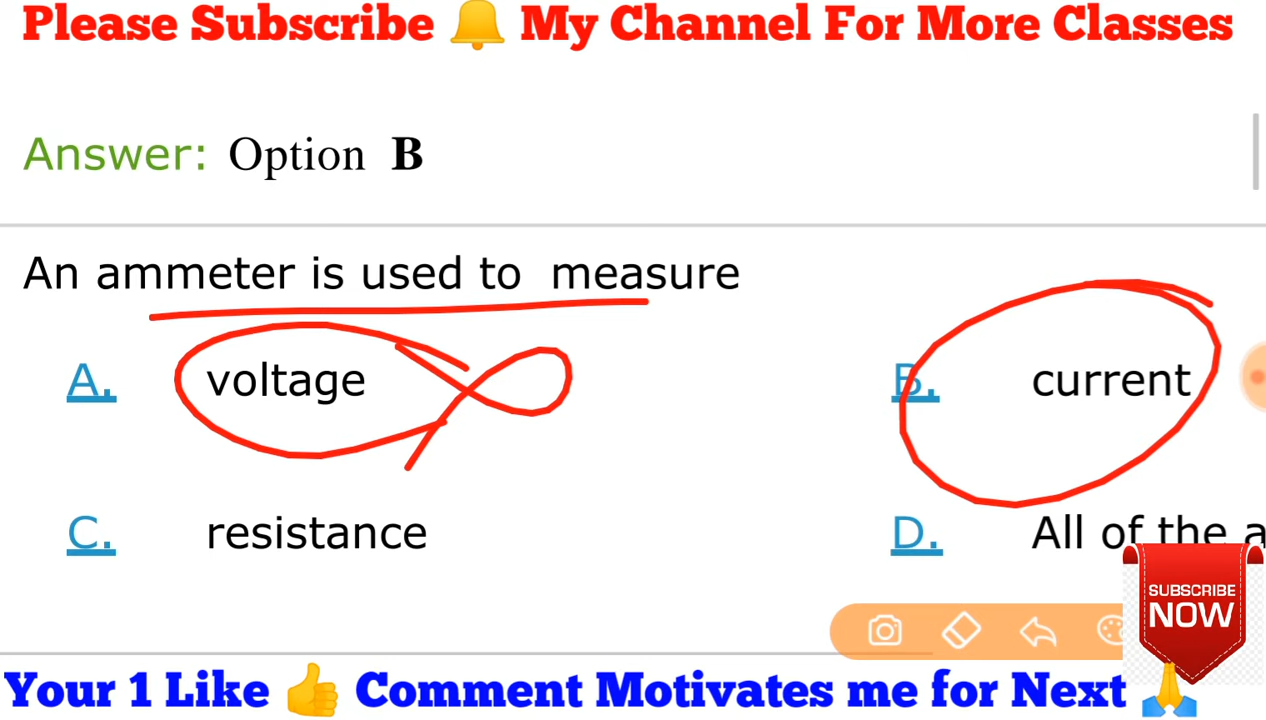 Please Subscribe 🔔 My Channel For More Classes
Answer: Option B
An ammeter is used to measure
A. voltage B. current
C. resistance D. All of the a
SUBSCRIBE
NOW
Your 1 Like 👍 Comment Motivates me for Next 🙏